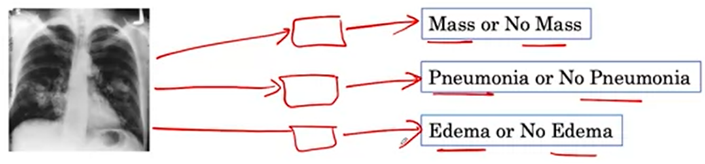 Mass or No Mass
Pneumonia or No Pneumonia
Edema or No Edema